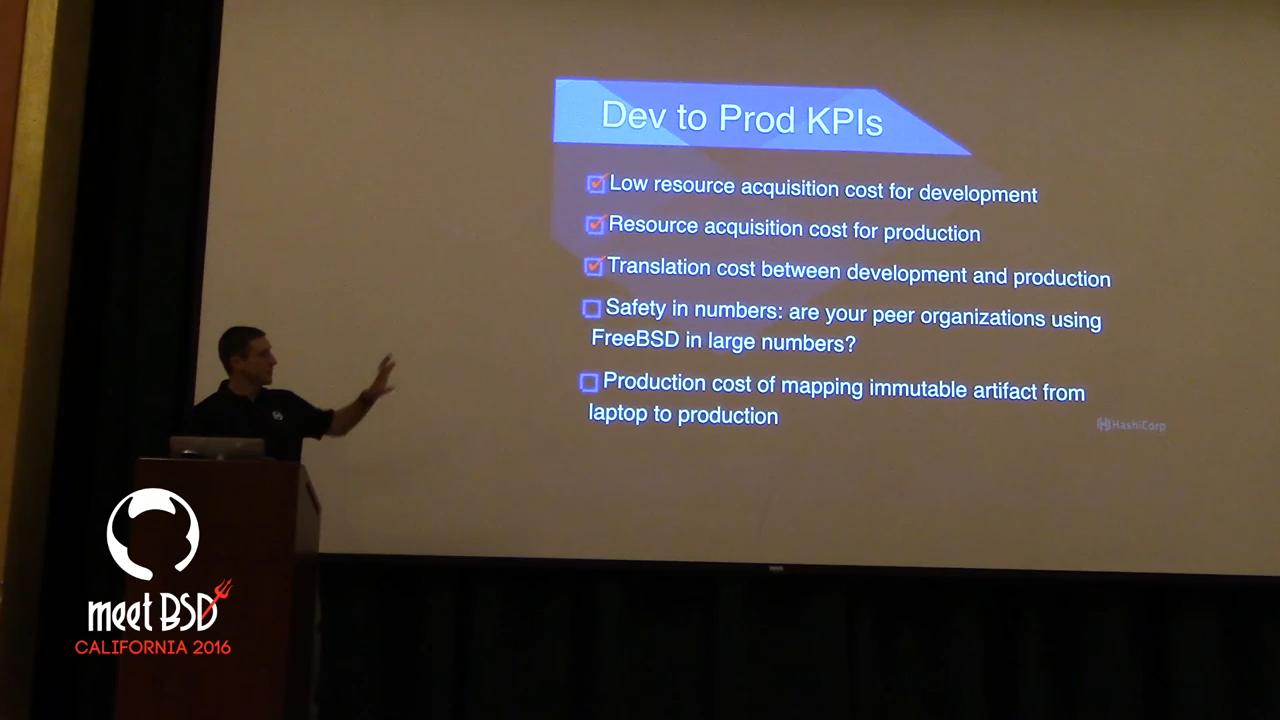 Dev to Prod KPIs
Low resource acquisition cost for development
Resource acquisition cost for production
Translation cost between development and production
Safety in numbers: are your peer organizations using
FreeBSD in large numbers?
Production cost of mapping immutable artifact from
laptop to production
HashiCorp
meet BSD
CALIFORNIA 2016